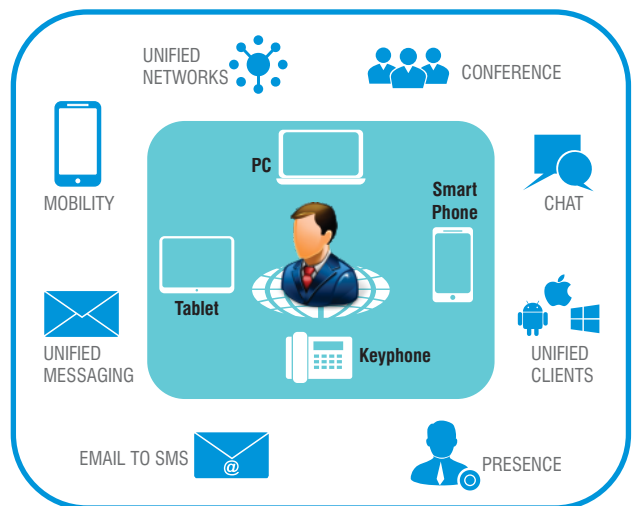 UNIFIED
NETWORKS
CONFERENCE
MOBILITY
PC
Smart
Phone
CHAT
Tablet
Keyphone
UNIFIED
MESSAGING
UNIFIED
CLIENTS
EMAIL TO SMS
@
PRESENCE